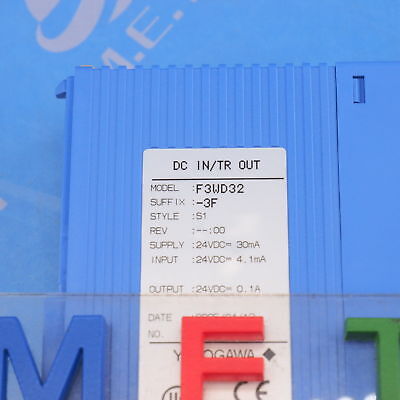 DC IN/TR OUT
MODEL :F3WD32
SUFFIX :-3F
STYLE :S1
REV :--:00
SUPPLY :24VDC= 30mA
INPUT :24VDC= 4.1mA
OUTPUT :24VDC= 0.1A
DATE
NO.
YOKOGAWA
CE
M E T